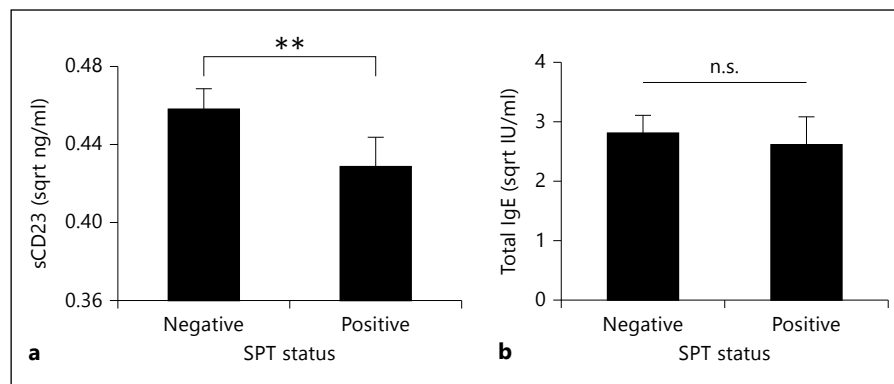 **
0.48
0.44
0.40
0.36
sCD23 (sqrt ng/ml)
Negative
Positive
SPT status
a
n.s.
4
3
2
1
0
Total IgE (sqrt IU/ml)
Negative
Positive
SPT status
b